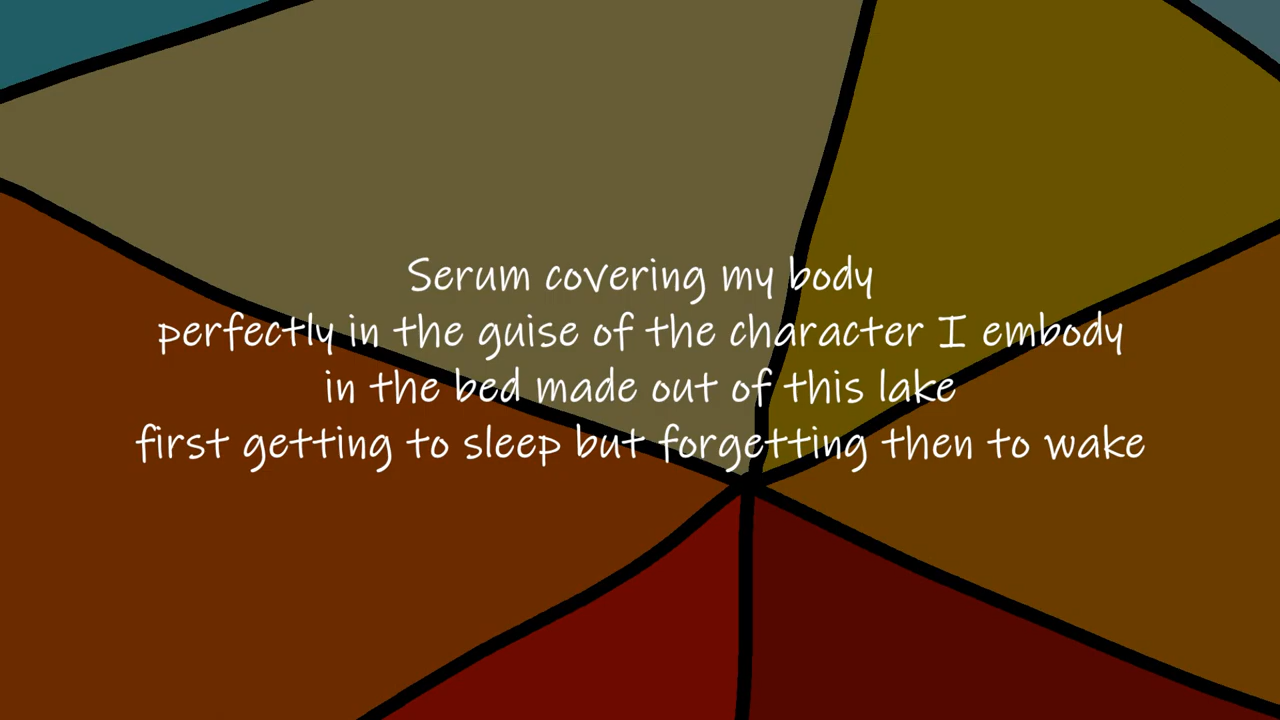 Serum covering my body
perfectly in the guise of the character I embody
in the bed made out of this lake
first getting to sleep but forgetting then to wake